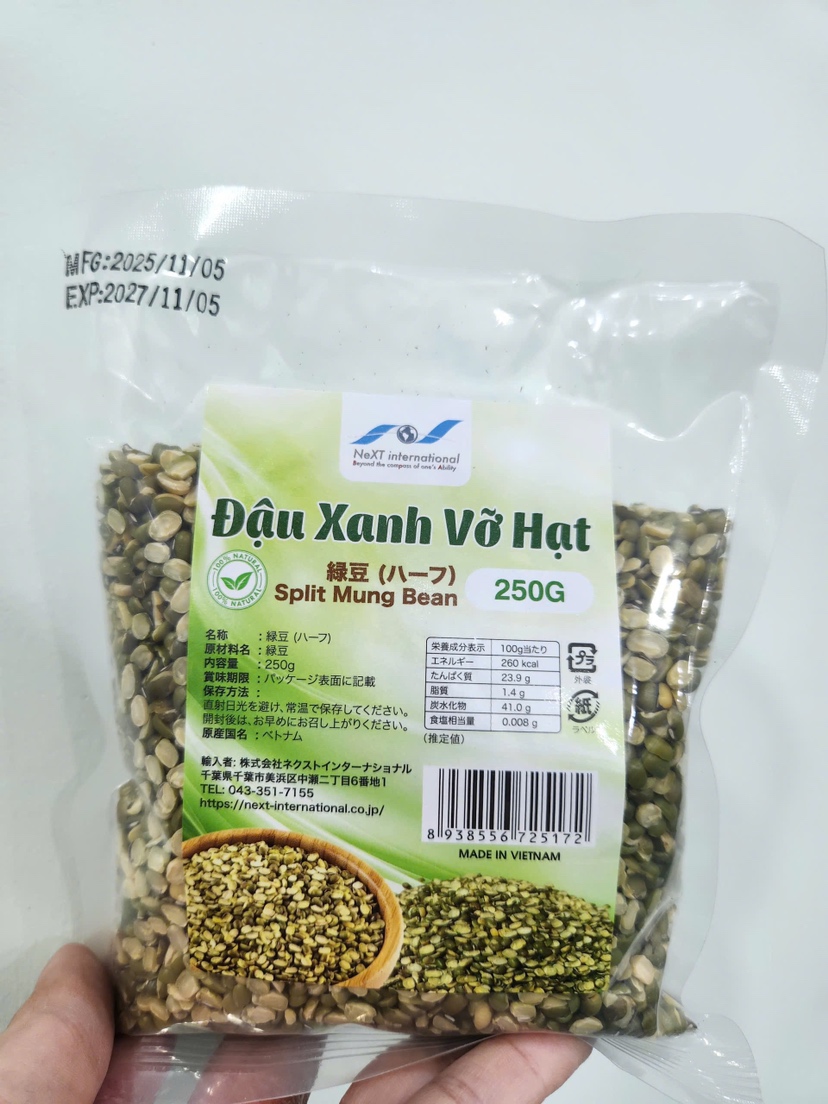 MFG:2025/11/05
EXP:2027/11/05
NeXT international
Beyond the compass of one's Ability
Đậu Xanh Vỡ Hạt
100% NATURAL
100% NATURAL
緑豆 (ハーフ)
Split Mung Bean
250G
名称 : 緑豆 (ハーフ)
原材料名 : 緑豆
内容量 : 250g
賞味期限 : パッケージ表面に記載
保存方法 :
直射日光を避け、常温で保存してください。
開封後は、お早めにお召し上がりください。
原産国名 : ベトナム
栄養成分表示 100g当たり
エネルギー 260 kcal
たんぱく質 23.9 g
脂質 1.4 g
炭水化物 41.0 g
食塩相当量 0.008 g
(推定値)
プラ
外装
紙
ラベル
輸入者: 株式会社ネクストインターナショナル
千葉県千葉市美浜区中瀬二丁目6番地1
TEL: 043-351-7155
https://next-international.co.jp/
8 938556 725172
MADE IN VIETNAM